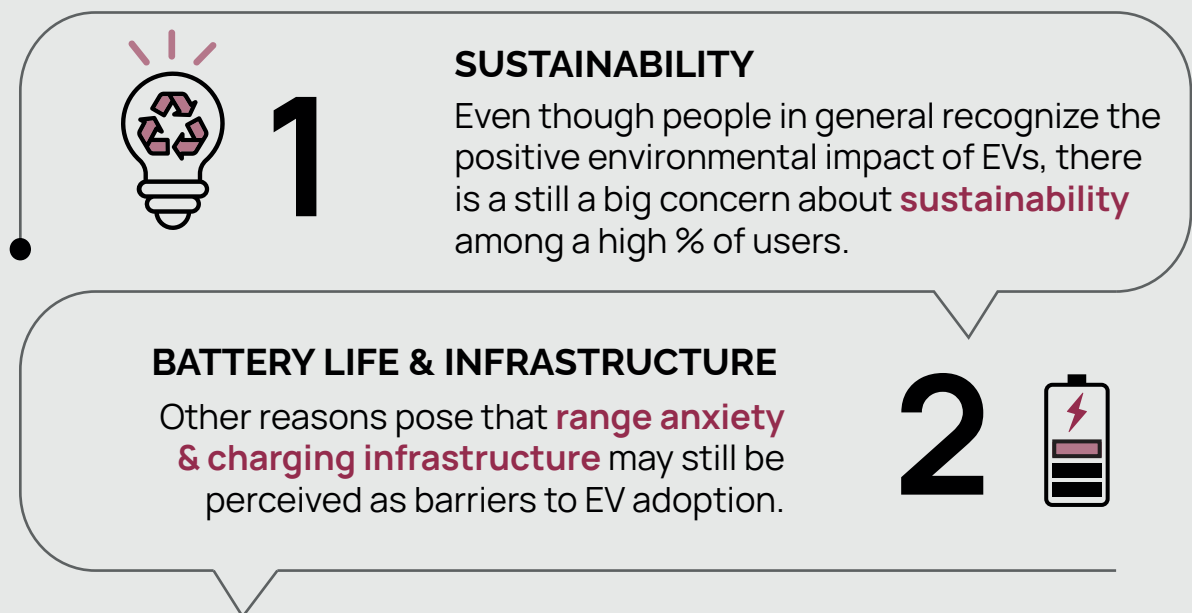 1
SUSTAINABILITY
Even though people in general recognize the
positive environmental impact of EVs, there
is a still a big concern about sustainability
among a high % of users.
BATTERY LIFE & INFRASTRUCTURE
Other reasons pose that range anxiety
& charging infrastructure may still be
perceived as barriers to EV adoption.
2